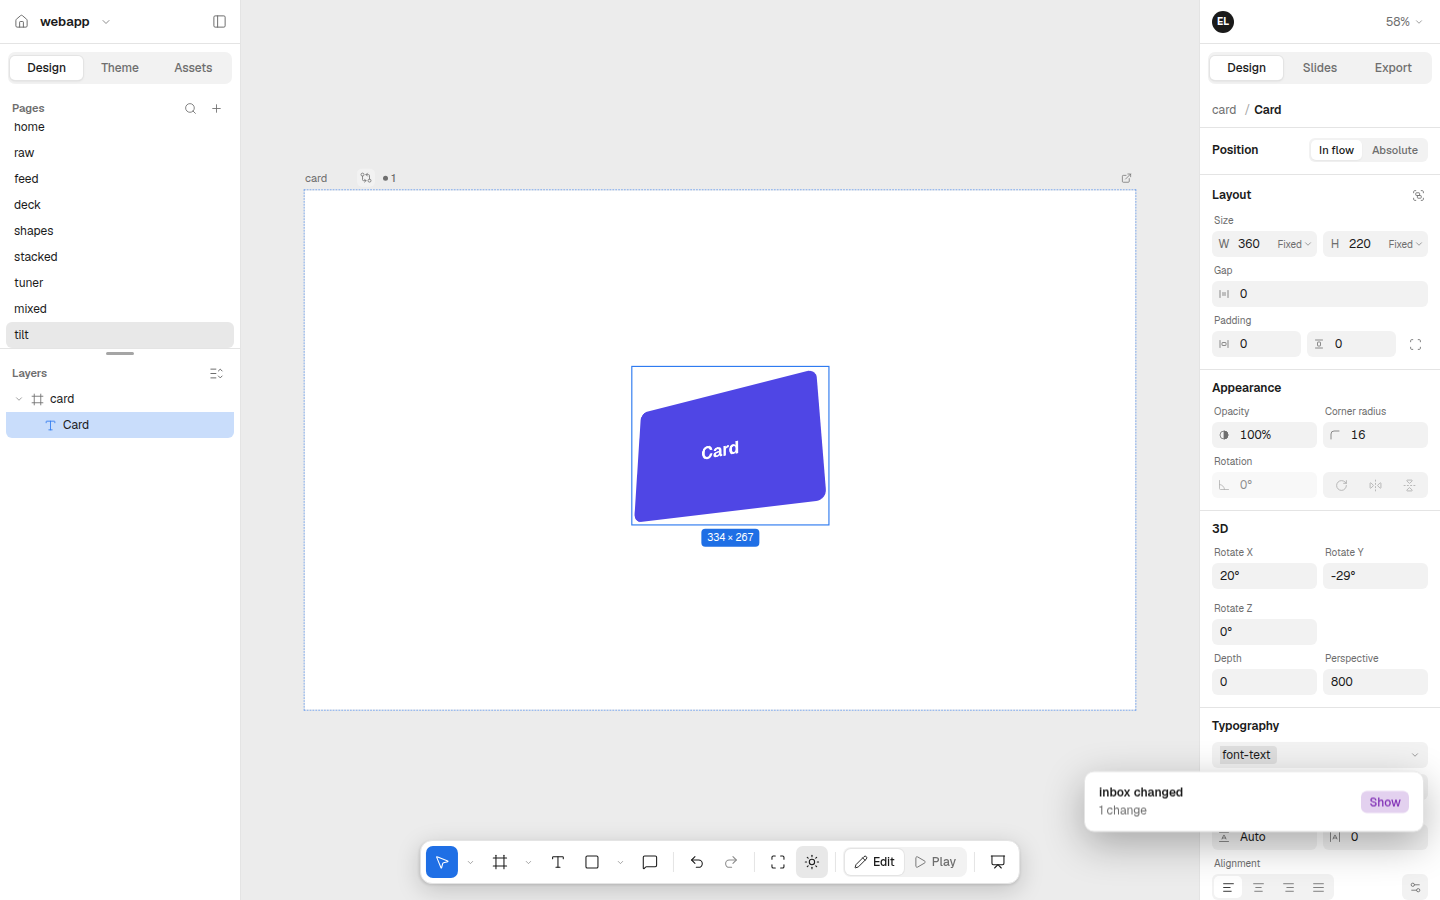 webapp
Design
Theme
Assets
Pages
home
raw
feed
deck
shapes
stacked
tuner
mixed
tilt
Layers
card
Card
card
1
Card
334 × 267
Edit
Play
EL
58%
Design
Slides
Export
card / Card
Position
In flow
Absolute
Layout
Size
W 360 Fixed
H 220 Fixed
Gap
0
Padding
0
0
Appearance
Opacity
Corner radius
100%
16
Rotation
0°
3D
Rotate X
Rotate Y
20°
-29°
Rotate Z
0°
Depth
Perspective
0
800
Typography
font-text
inbox changed
1 change
Show
Auto
0
Alignment